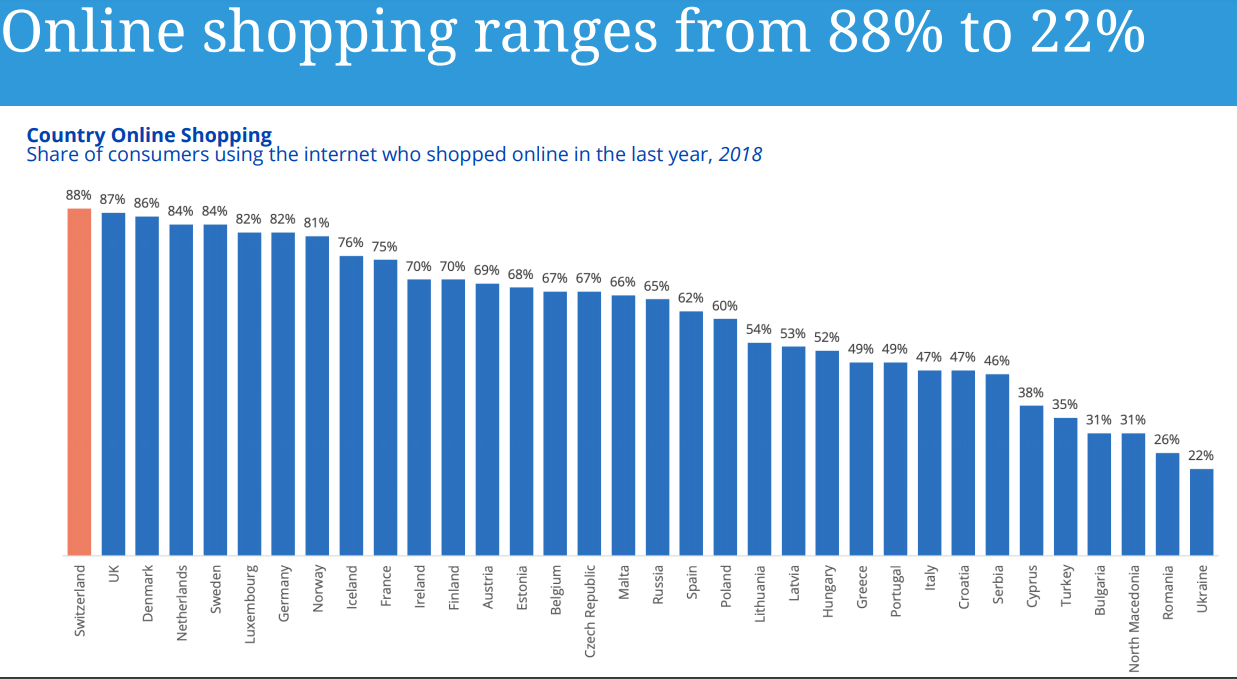 Online shopping ranges from 88% to 22%
Country Online Shopping
Share of consumers using the internet who shopped online in the last year, 2018
88% 87% 86% 84% 84% 82% 82% 81% 76% 75% 70% 70% 69% 68% 67% 67% 66% 65% 62% 60% 54% 53% 52% 49% 49% 47% 47% 46% 38% 35% 31% 31% 26% 22%
Switzerland
UK
Denmark
Netherlands
Sweden
Luxembourg
Germany
Norway
Iceland
France
Ireland
Finland
Austria
Estonia
Belgium
Czech Republic
Malta
Russia
Spain
Poland
Lithuania
Latvia
Hungary
Greece
Portugal
Italy
Croatia
Serbia
Cyprus
Turkey
Bulgaria
North Macedonia
Romania
Ukraine